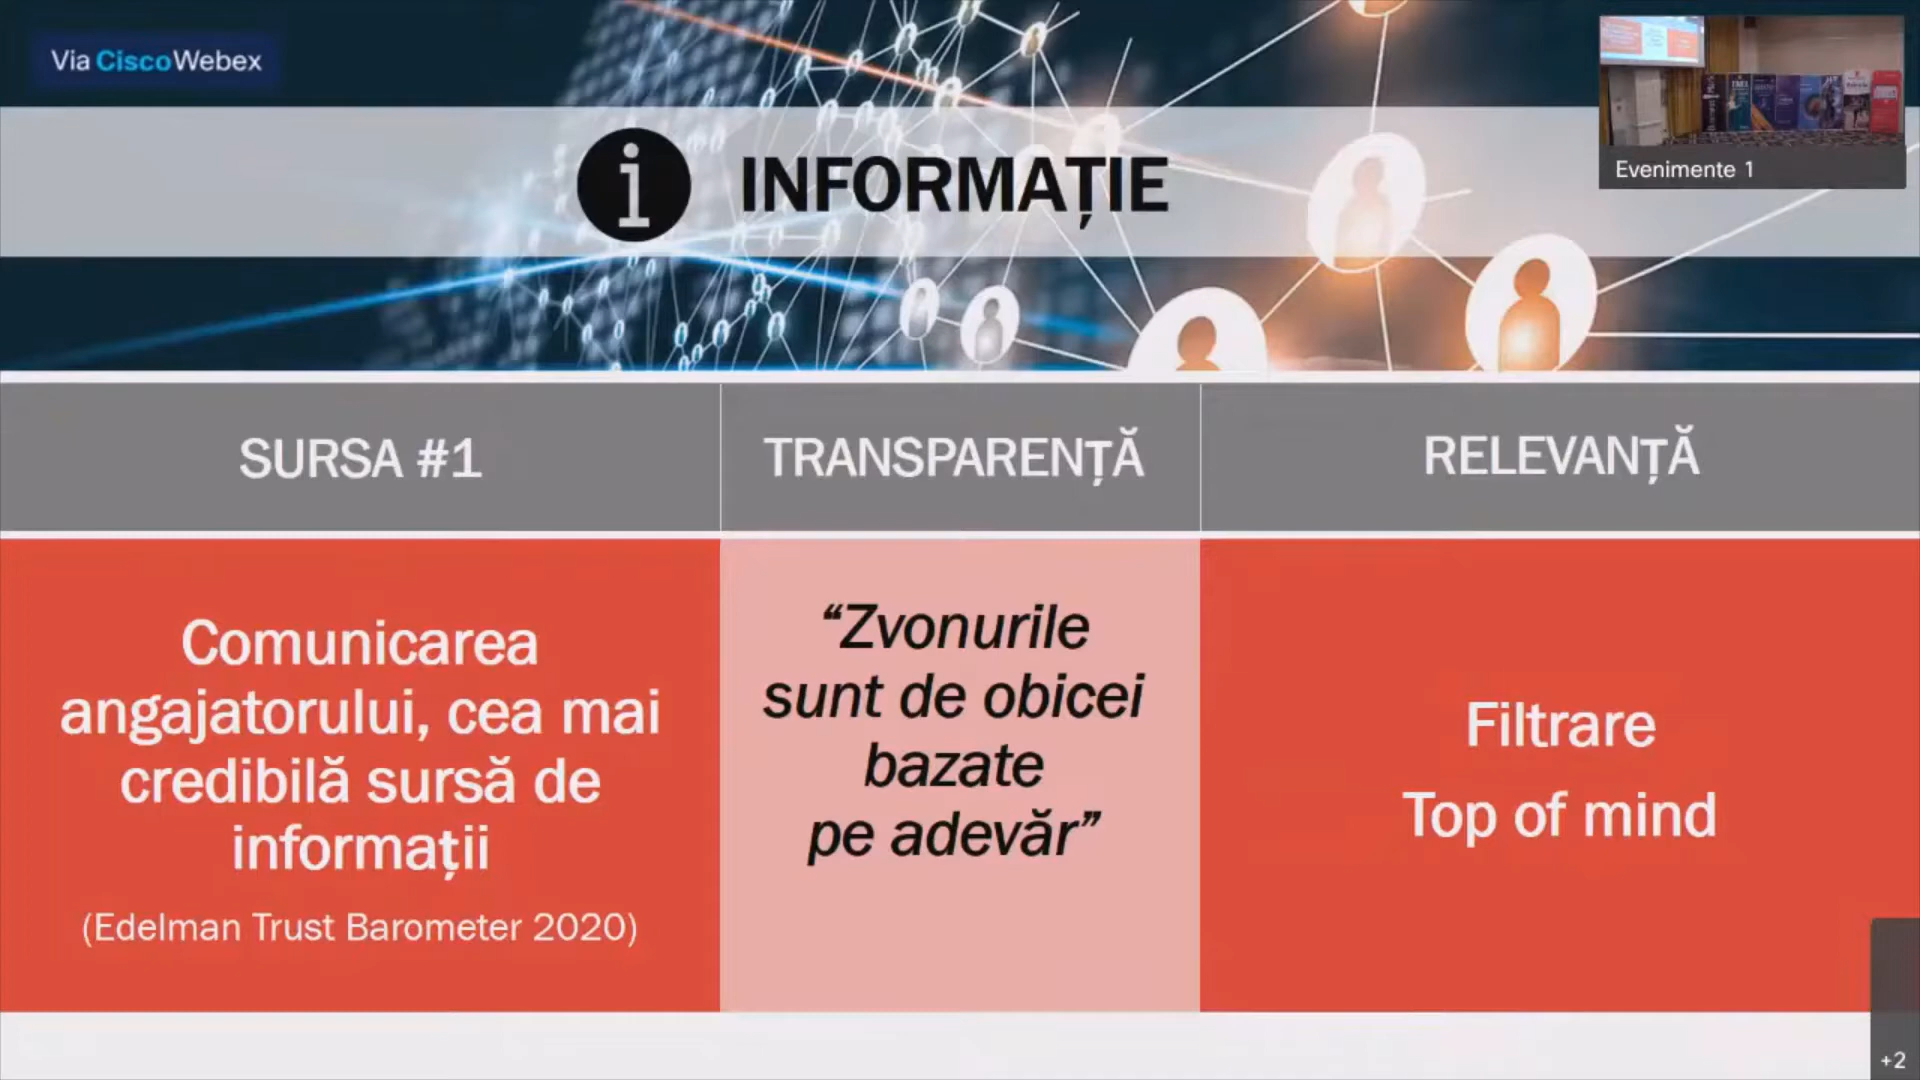 Via CiscoWebex
Evenimente 1
i INFORMAȚIE
SURSA #1
TRANSPARENȚĂ
RELEVANȚĂ
Comunicarea
angajatorului, cea mai
credibilă sursă de
informații
(Edelman Trust Barometer 2020)
“Zvonurile
sunt de obicei
bazate
pe adevăr”
Filtrare
Top of mind
+2